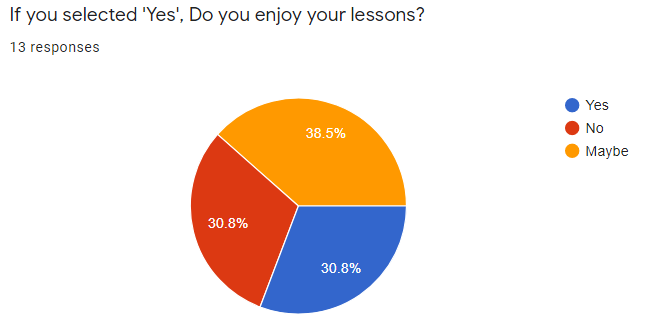 If you selected 'Yes', Do you enjoy your lessons?
13 responses
Yes
No
Maybe
38.5%
30.8%
30.8%